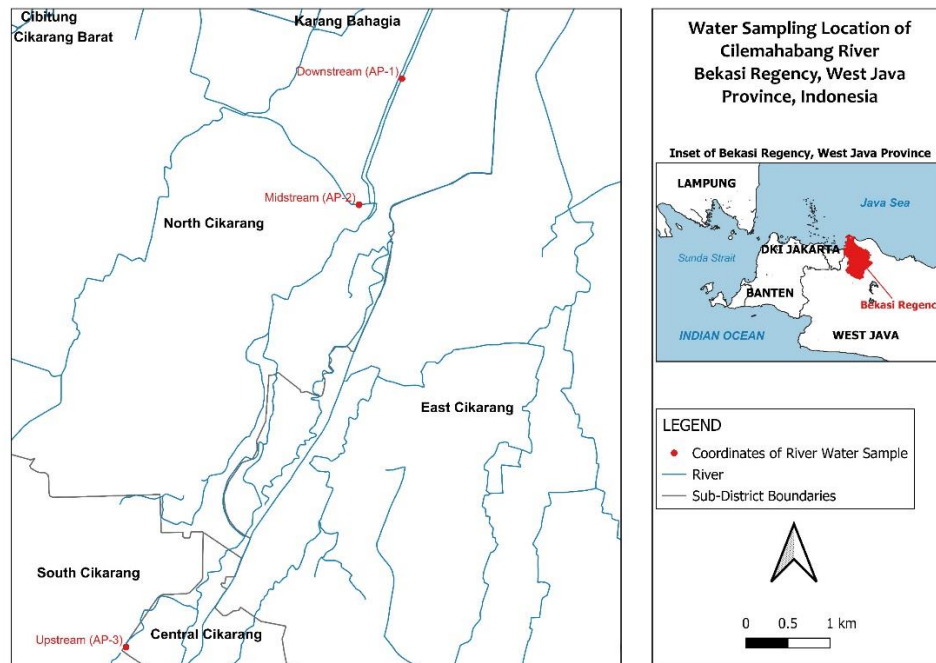 Cibitung
Cikarang Barat
Karang Bahagia
Downstream (AP-1)
Midstream (AP-2)
North Cikarang
East Cikarang
South Cikarang
Upstream (AP-3)
Central Cikarang
Water Sampling Location of
Cilemahabang River
Bekasi Regency, West Java
Province, Indonesia
Inset of Bekasi Regency, West Java Province
LAMPUNG
Java Sea
Sunda Strait
DKI JAKARTA
BANTEN
Bekasi Regenc
INDIAN OCEAN
WEST JAVA
LEGEND
Coordinates of River Water Sample
River
Sub-District Boundaries
0 0.5 1 km